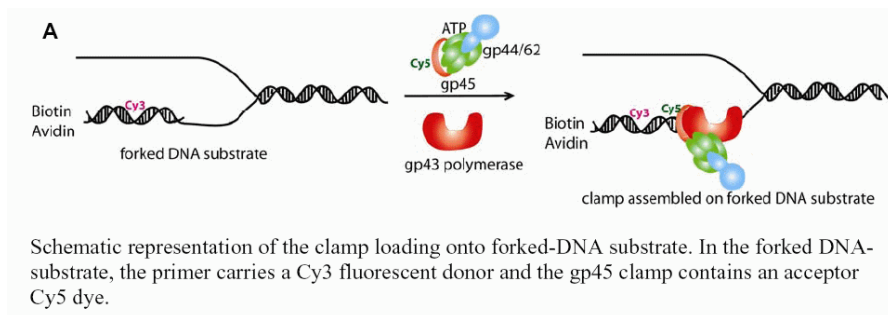 A
ATP
gp44/62
Cy5
gp45
Cy3
Biotin
Avidin
forked DNA substrate
gp43 polymerase
Cy3
Cy5
Biotin
Avidin
clamp assembled on forked DNA substrate
Schematic representation of the clamp loading onto forked-DNA substrate. In the forked DNA-
substrate, the primer carries a Cy3 fluorescent donor and the gp45 clamp contains an acceptor
Cy5 dye.